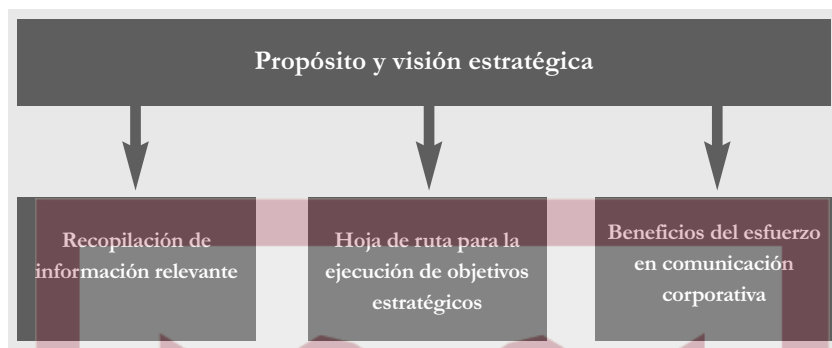 Propósito y visión estratégica
Recopilación de
información relevante
Hoja de ruta para la
ejecución de objetivos
estratégicos
Beneficios del esfuerzo
en comunicación
corporativa